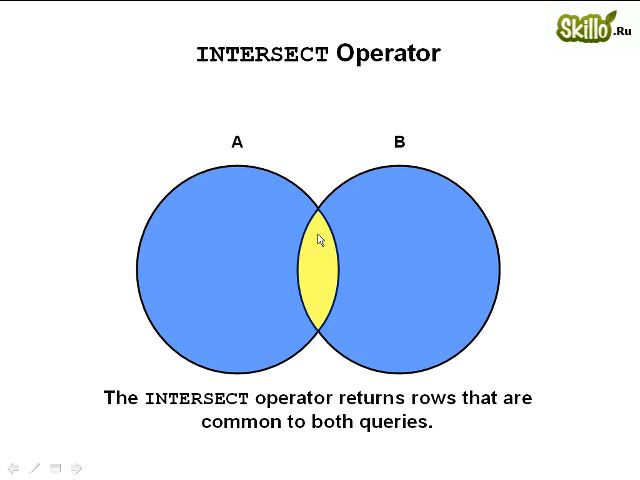 Skillo.Ru
INTERSECT Operator
A B
The INTERSECT operator returns rows that are
common to both queries.